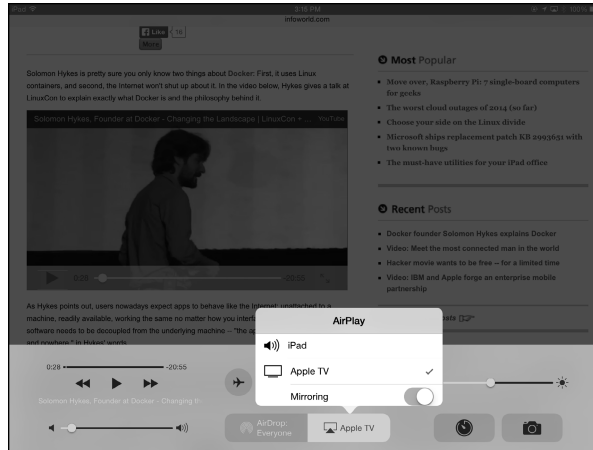 iPad
3:15 PM
100%
infoworld.com
Like
78
More
Solomon Hykes is pretty sure you only know two things about Docker: First, it uses Linux
containers, and second, the Internet won't shut up about it. In the video below, Hykes gives a talk at
LinuxCon to explain exactly what Docker is and the philosophy behind it.
Solomon Hykes, Founder at Docker - Changing the Landscape | LinuxCon + ... YouTube
0:28
-20:55
As Hykes points out, users nowadays expect apps to behave like the Internet: unattached to a
machine, readily available, working the same no matter how you interf
software needs to be decoupled from the underlying machine -- "the ap
and nowhere," in Hykes' words.
Most Popular
Move over, Raspberry Pi: 7 single-board computers
for geeks
The worst cloud outages of 2014 (so far)
Choose your side on the Linux divide
Microsoft ships replacement patch KB 2993651 with
two known bugs
The must-have utilities for your iPad office
Recent Posts
Docker founder Solomon Hykes explains Docker
Video: Meet the most connected man in the world
Hacker movie wants to be free -- for a limited time
Video: IBM and Apple forge an enterprise mobile
partnership
AirPlay
iPad
Apple TV
Mirroring
0:28
-20:55
Solomon Hykes, Founder at Docker - Changing th
AirDrop:
Everyone
Apple TV